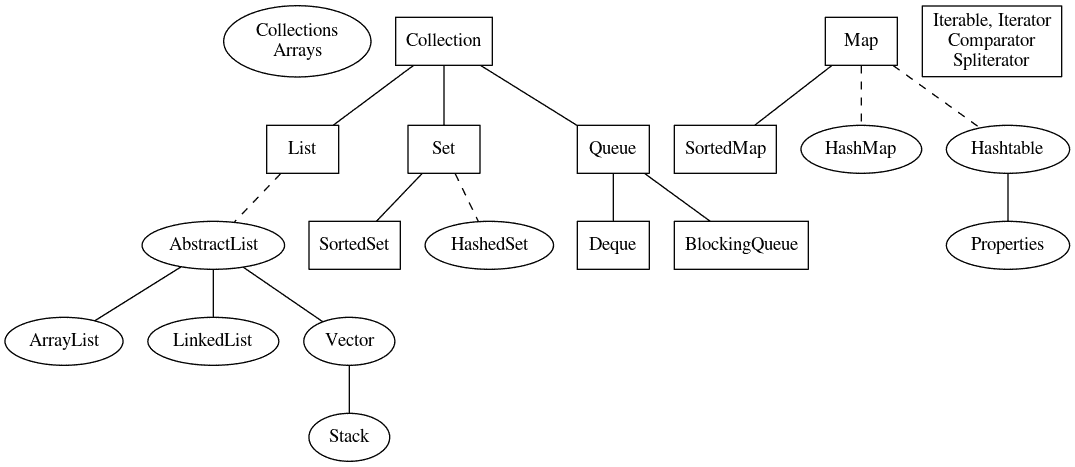 Collections
Arrays
Collection
Map
Iterable, Iterator
Comparator
Spliterator
List
Set
Queue
SortedMap
HashMap
Hashtable
AbstractList
SortedSet
HashedSet
Deque
BlockingQueue
Properties
ArrayList
LinkedList
Vector
Stack